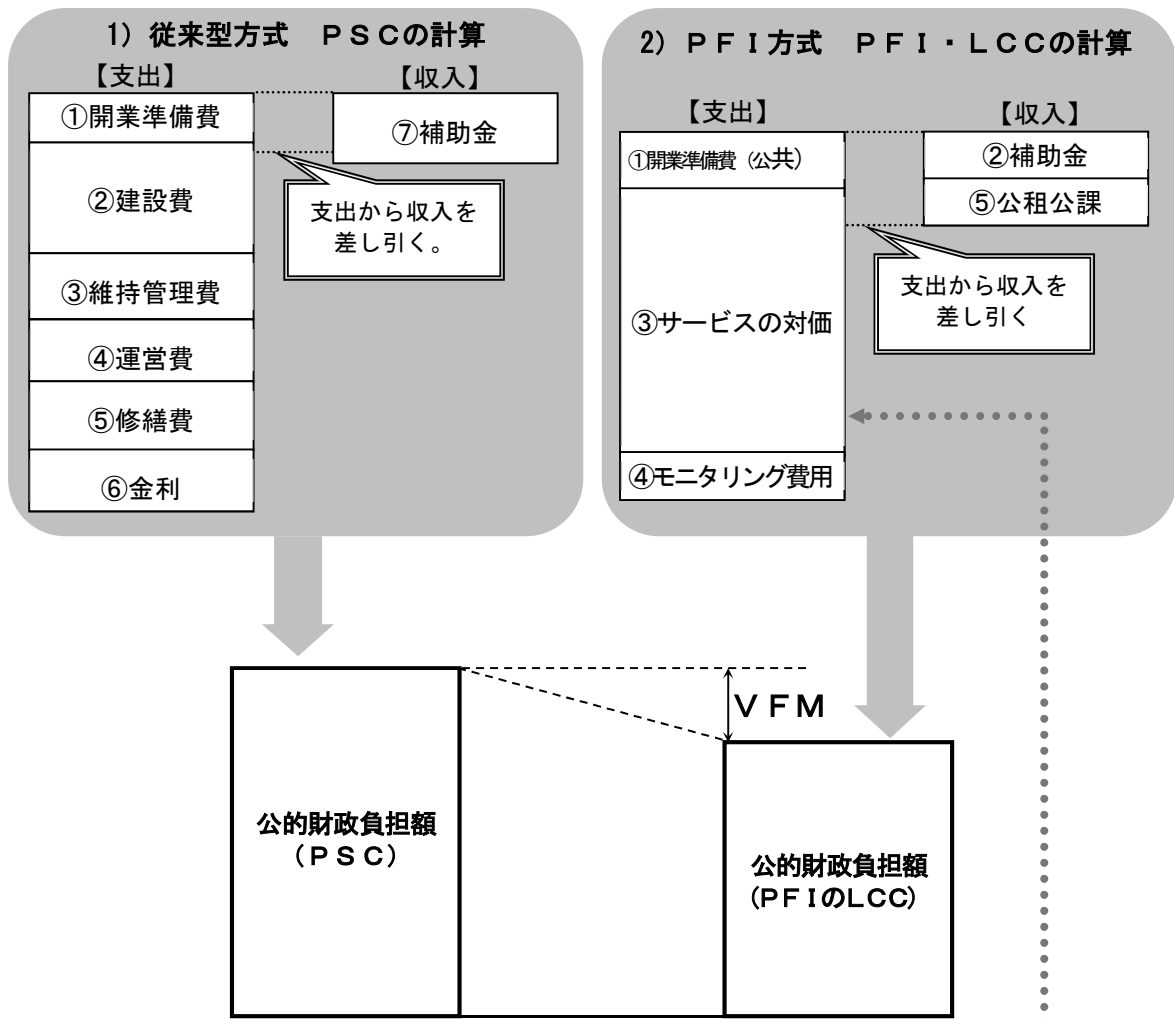 1) 従来型方式　ＰＳＣの計算
【支出】
【収入】
①開業準備費
②建設費
③維持管理費
④運営費
⑤修繕費
⑥金利
⑦補助金
支出から収入を
差し引く。
2) ＰＦＩ方式　ＰＦＩ・ＬＣＣの計算
【支出】
【収入】
①開業準備費（公共）
③サービスの対価
④モニタリング費用
②補助金
⑤公租公課
支出から収入を
差し引く
ＶＦＭ
公的財政負担額
（ＰＳＣ）
公的財政負担額
(ＰＦＩのＬＣＣ)